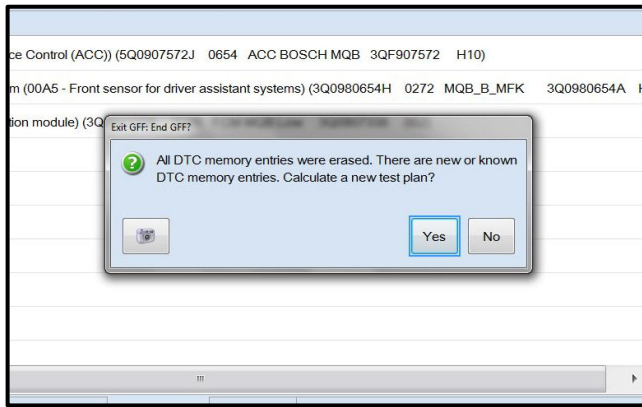 ce Control (ACC)) (5Q0907572J 0654 ACC BOSCH MQB 3QF907572 H10)
m (00A5 - Front sensor for driver assistant systems) (3Q0980654H 0272 MQB_B_MFK 3Q0980654A H
tion module) (3Q
Exit GFF: End GFF?
All DTC memory entries were erased. There are new or known
DTC memory entries. Calculate a new test plan?
Yes No